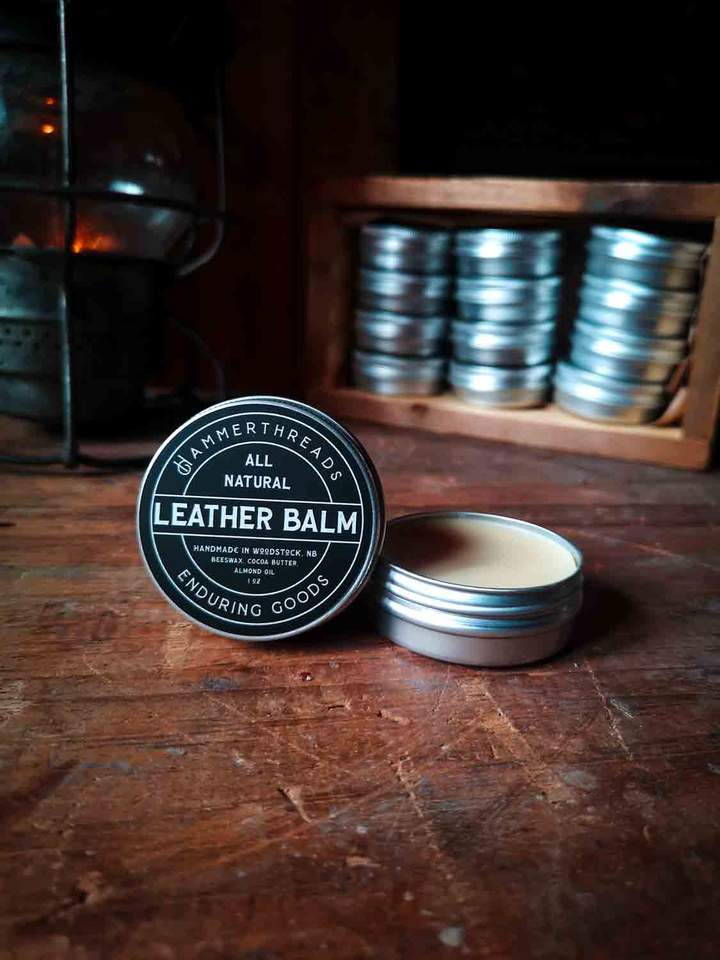 HAMMERTHREADS
ALL
NATURAL
LEATHER BALM
HANDMADE IN WOODSTOCK, NB
BEESWAX, COCOA BUTTER,
ALMOND OIL
1 OZ
ENDURING GOODS